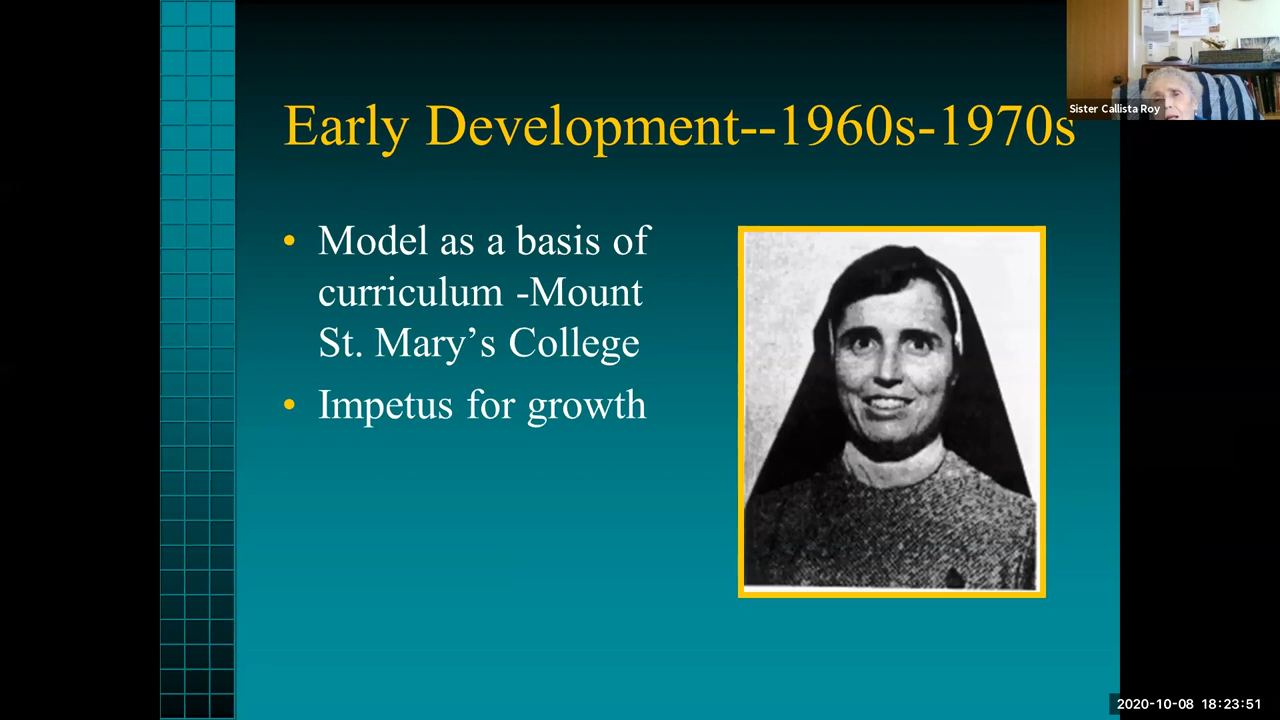 Early Development--1960s-1970s
Sister Callista Roy
• Model as a basis of
curriculum -Mount
St. Mary’s College
• Impetus for growth
2020-10-08 18:23:51